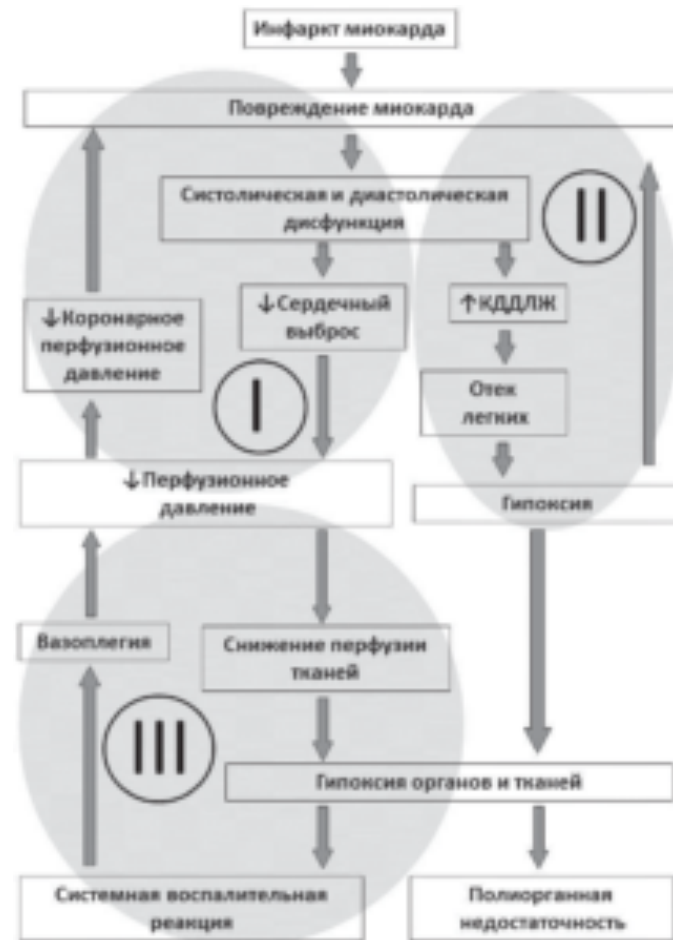 Инфаркт миокарда
Повреждение миокарда
Систолическая и диастолическая
дисфункция
II
↓Коронарное
перфузионное
давление
↓Сердечный
выброс
↑КДДЛЖ
I
Отек
легких
↓Перфузионное
давление
Гипоксия
Вазоплегия
Снижение перфузии
тканей
III
Гипоксия органов и тканей
Системная воспалительная
реакция
Полиорганная
недостаточность